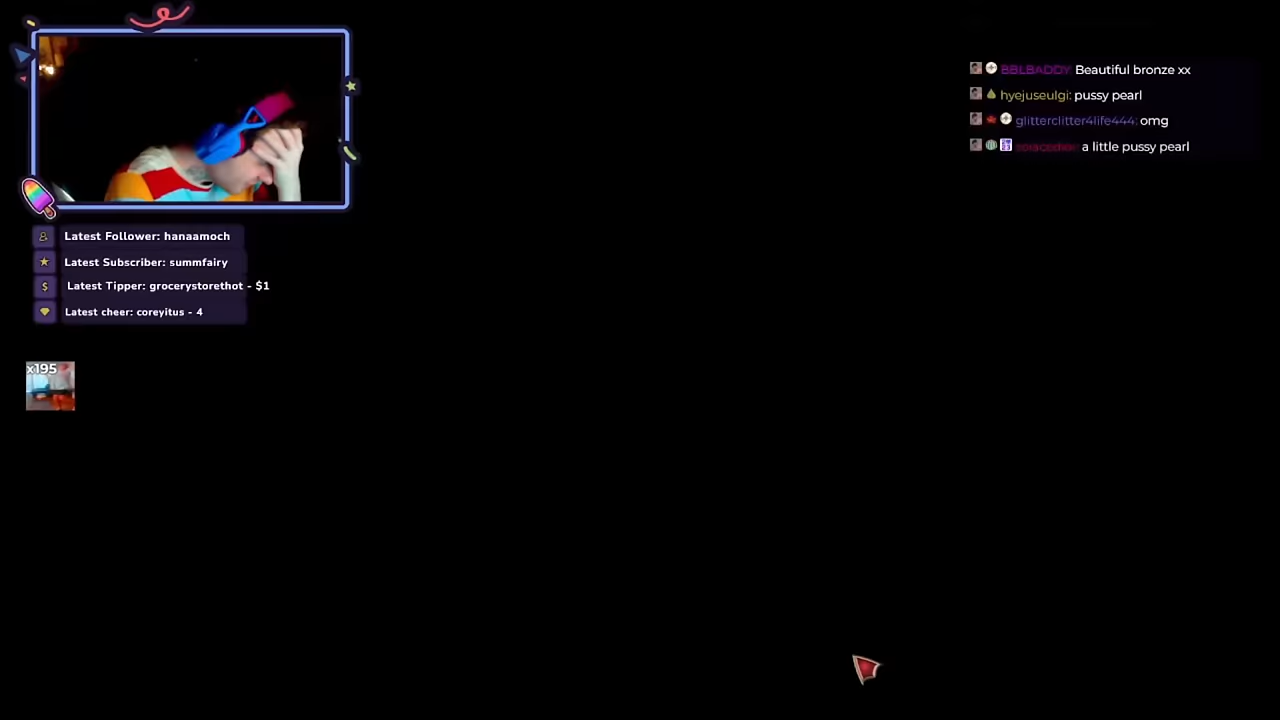 BBLBADDY: Beautiful bronze xx
hyejuseulgi: pussy pearl
glitterclitter4life444: omg
a little pussy pearl
Latest Follower: hanaamoch
Latest Subscriber: summfairy
Latest Tipper: grocerystorethot - $1
Latest cheer: coreyitus - 4
x195